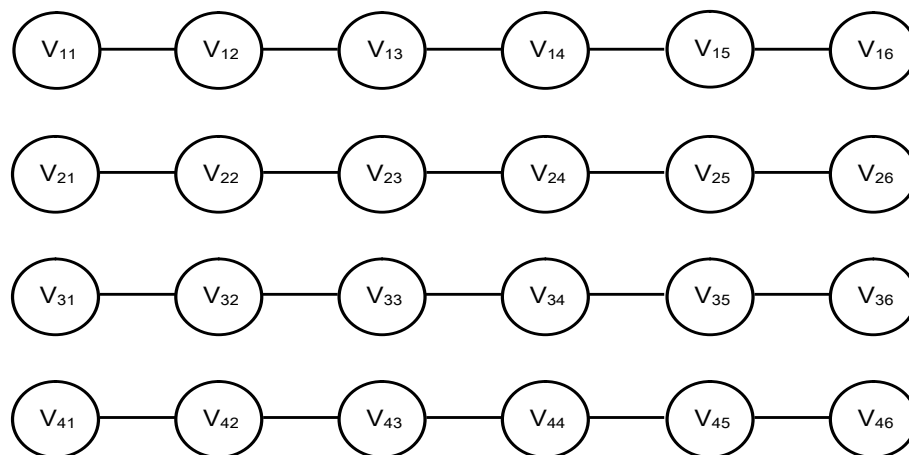 V₁₁ V₁₂ V₁₃ V₁₄ V₁₅ V₁₆
V₂₁ V₂₂ V₂₃ V₂₄ V₂₅ V₂₆
V₃₁ V₃₂ V₃₃ V₃₄ V₃₅ V₃₆
V₄₁ V₄₂ V₄₃ V₄₄ V₄₅ V₄₆